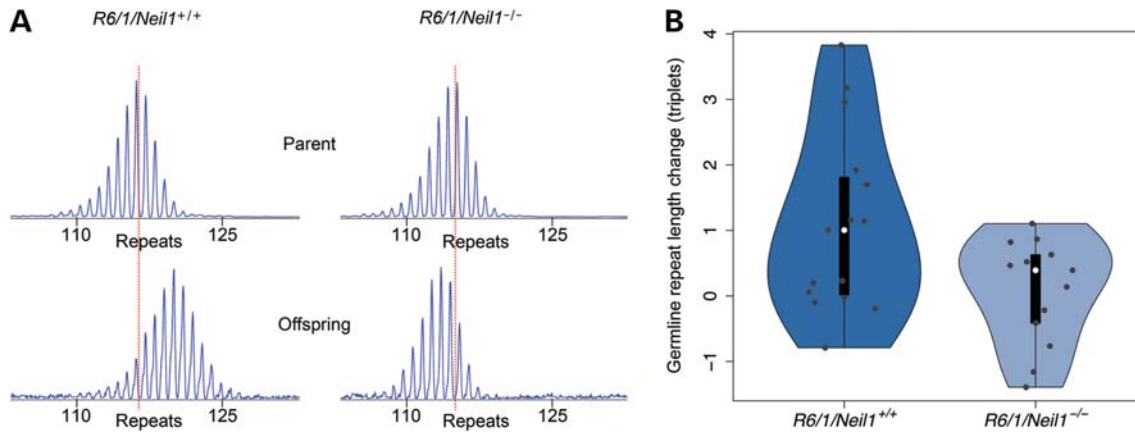 A
R6/1/Neil1+/+
R6/1/Neil1−/−
Parent
110
Repeats
125
110
Repeats
125
Offspring
110
Repeats
125
110
Repeats
125
B
Germline repeat length change (triplets)
4
3
2
1
0
−1
R6/1/Neil1+/+
R6/1/Neil1−/−